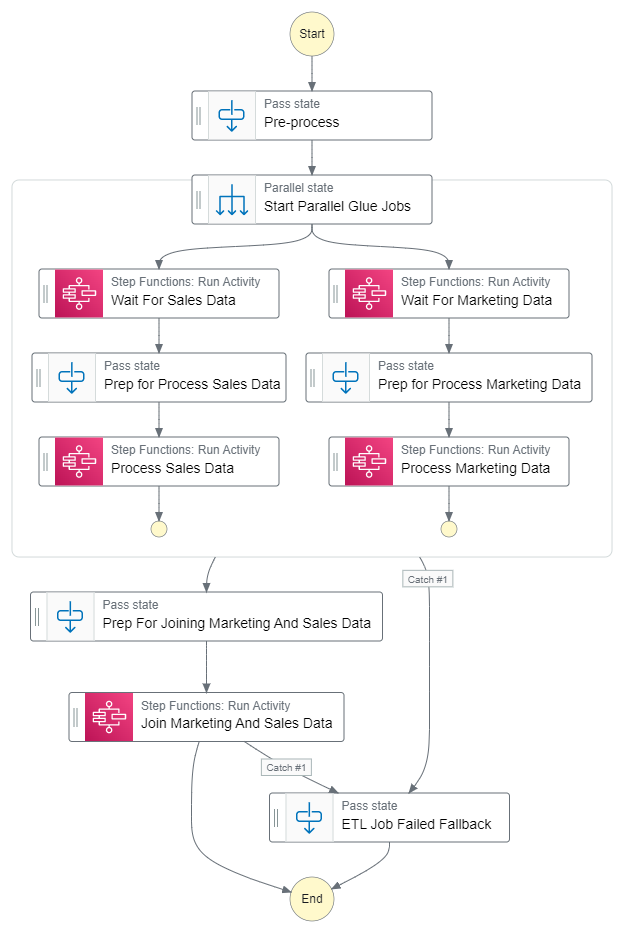 Start
Pass state
Pre-process
Parallel state
Start Parallel Glue Jobs
Step Functions: Run Activity
Wait For Sales Data
Step Functions: Run Activity
Wait For Marketing Data
Pass state
Prep for Process Sales Data
Pass state
Prep for Process Marketing Data
Step Functions: Run Activity
Process Sales Data
Step Functions: Run Activity
Process Marketing Data
Catch #1
Pass state
Prep For Joining Marketing And Sales Data
Step Functions: Run Activity
Join Marketing And Sales Data
Catch #1
Pass state
ETL Job Failed Fallback
End